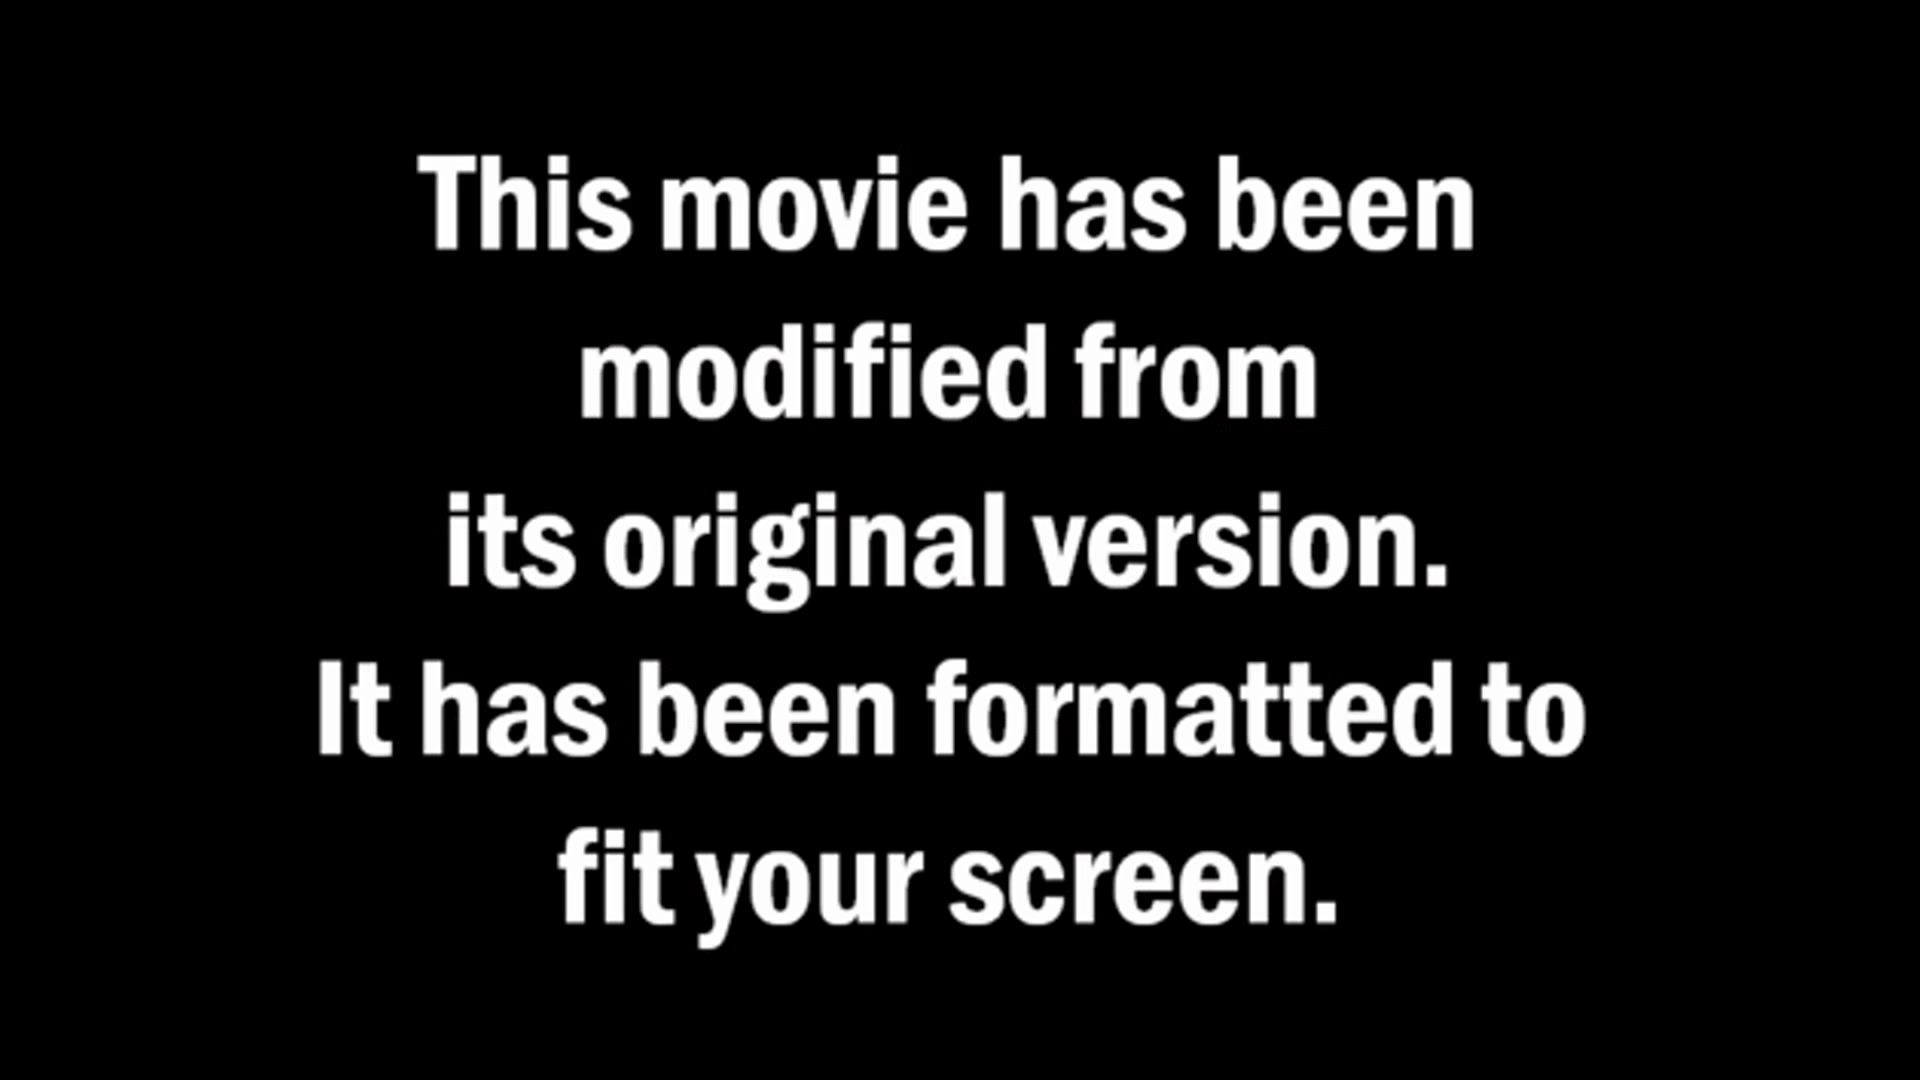 This movie has been
modified from
its original version.
It has been formatted to
fit your screen.